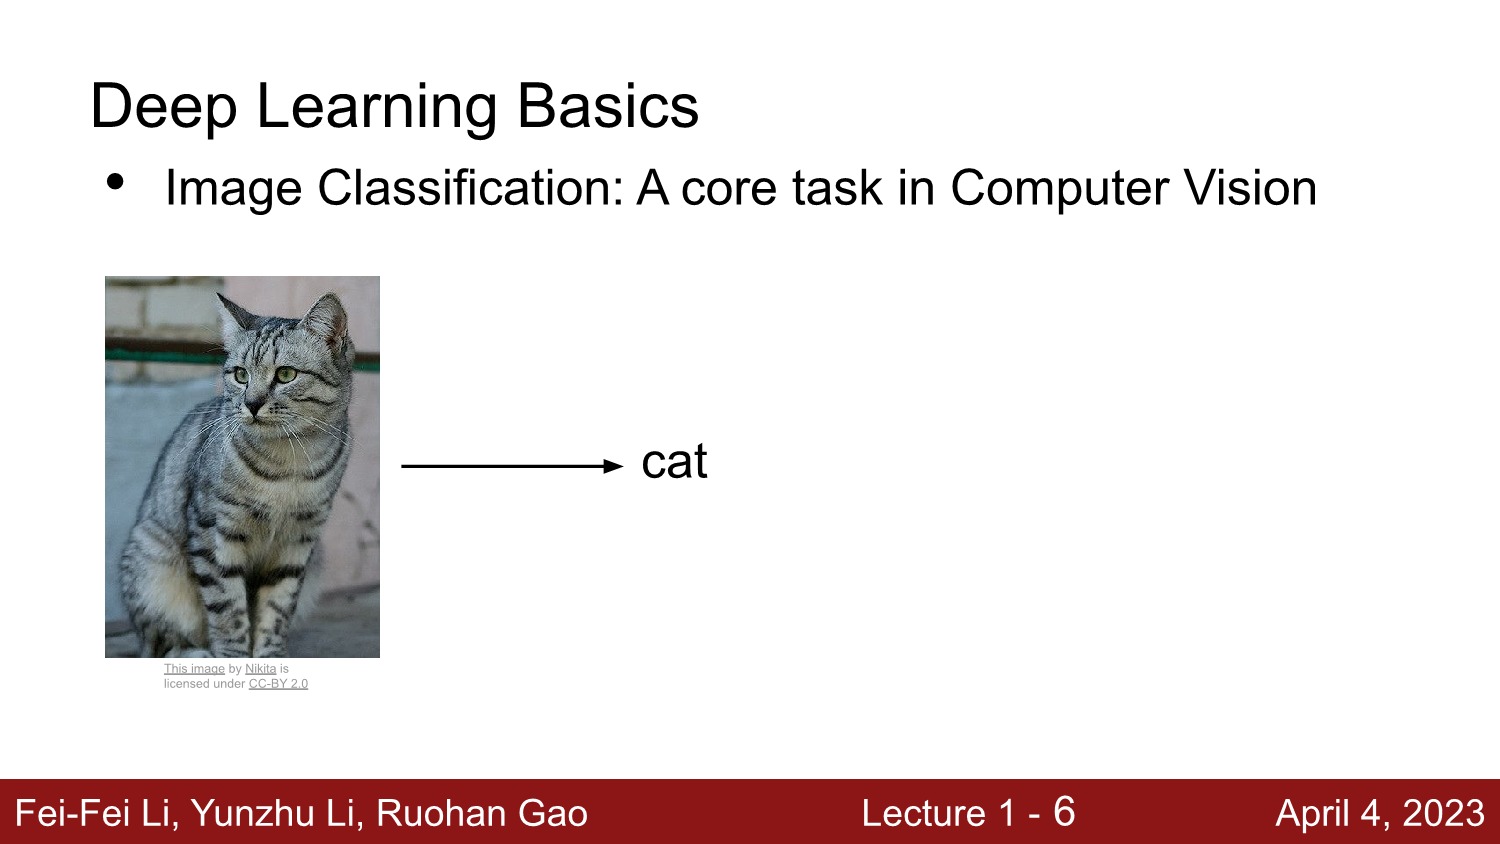 Deep Learning Basics
• Image Classification: A core task in Computer Vision
cat
This image by Nikita is
licensed under CC-BY 2.0
Fei-Fei Li, Yunzhu Li, Ruohan Gao Lecture 1 - 6 April 4, 2023